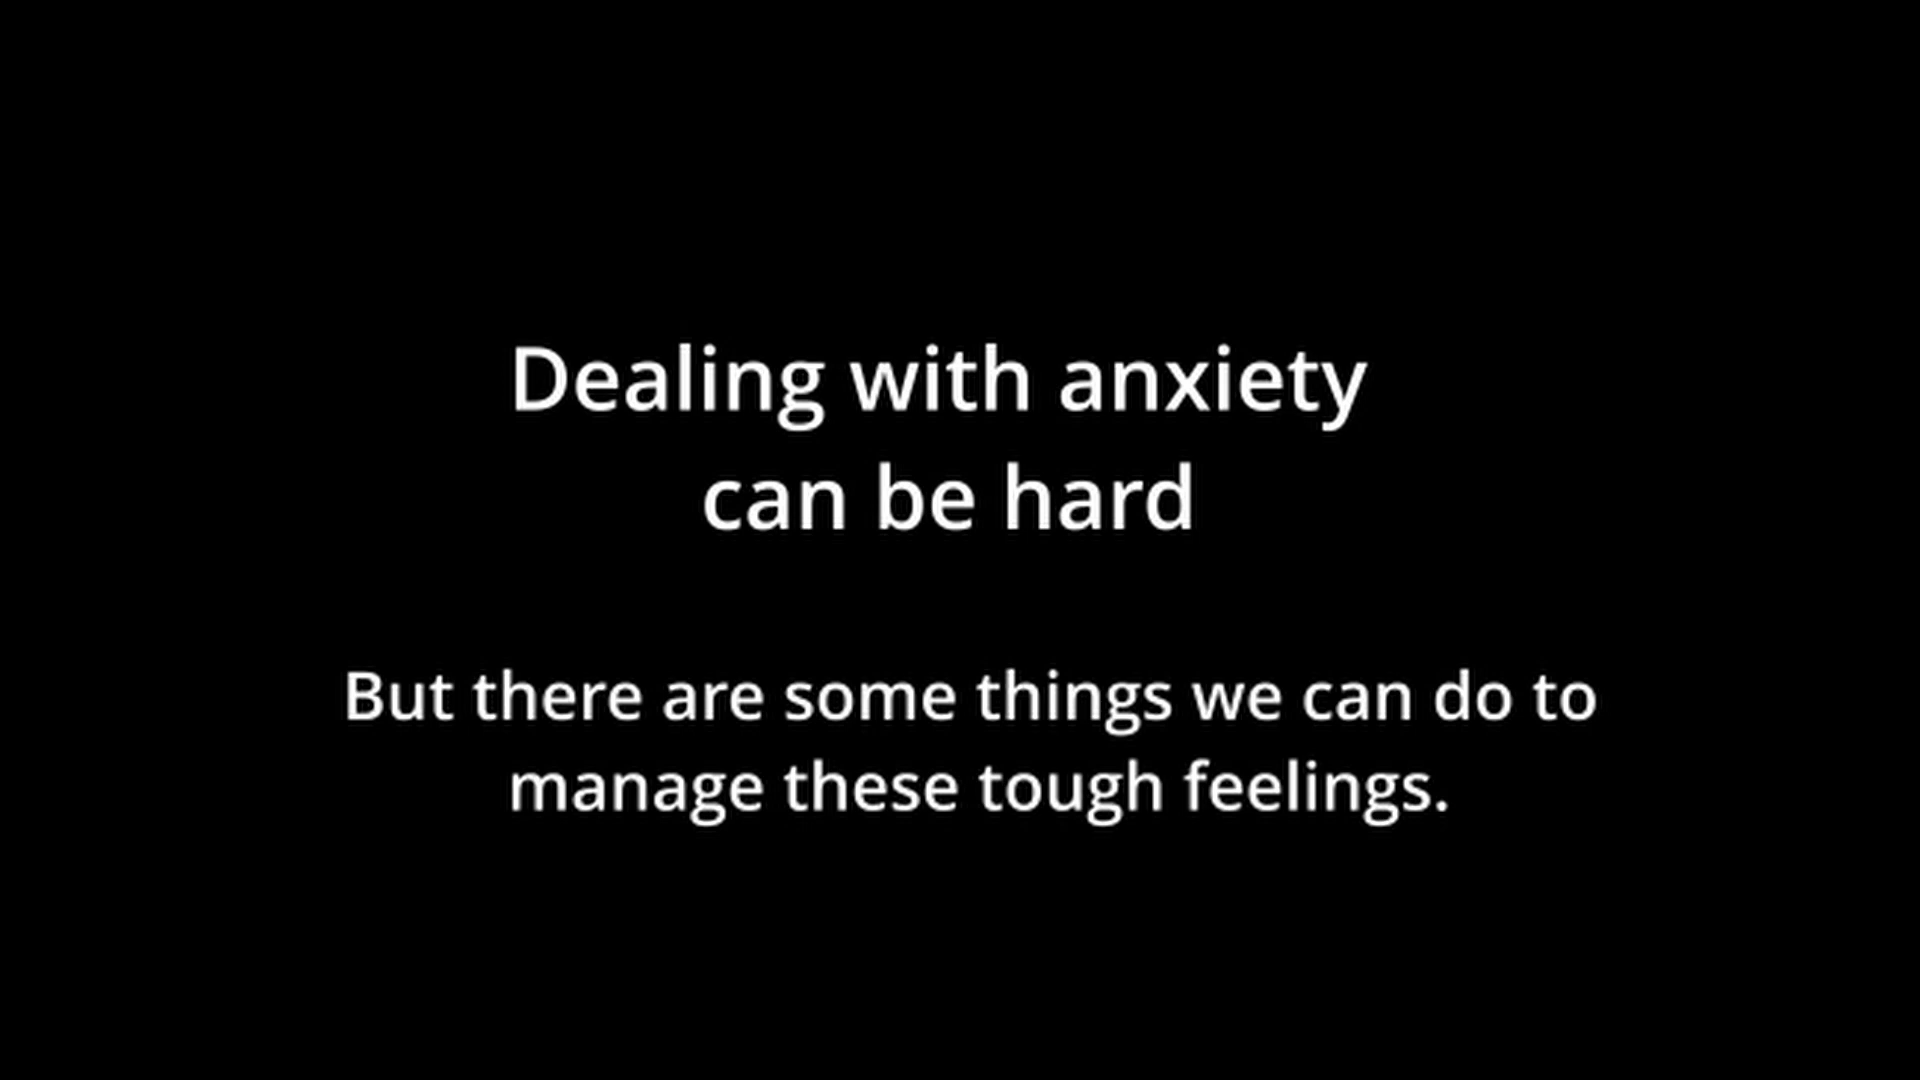 Dealing with anxiety
can be hard
But there are some things we can do to
manage these tough feelings.